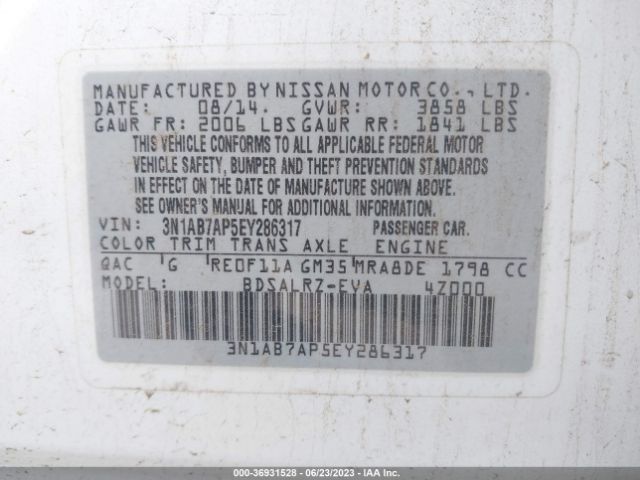 MANUFACTURED BY NISSAN MOTOR CO., LTD.
DATE: 08/14. GVWR: 3858 LBS
GAWR FR: 2006 LBS GAWR RR: 1841 LBS
THIS VEHICLE CONFORMS TO ALL APPLICABLE FEDERAL MOTOR
VEHICLE SAFETY, BUMPER AND THEFT PREVENTION STANDARDS
IN EFFECT ON THE DATE OF MANUFACTURE SHOWN ABOVE.
SEE OWNER'S MANUAL FOR ADDITIONAL INFORMATION.
VIN: 3N1AB7AP5EY286317 PASSENGER CAR.
COLOR TRIM TRANS AXLE ENGINE
QAC G RE0F11A GM35 MRA8DE 1798 CC
MODEL: BDSALRZ-EVA 4Z000
3N1AB7AP5EY286317
000-36931528 - 06/23/2023 - IAA Inc.